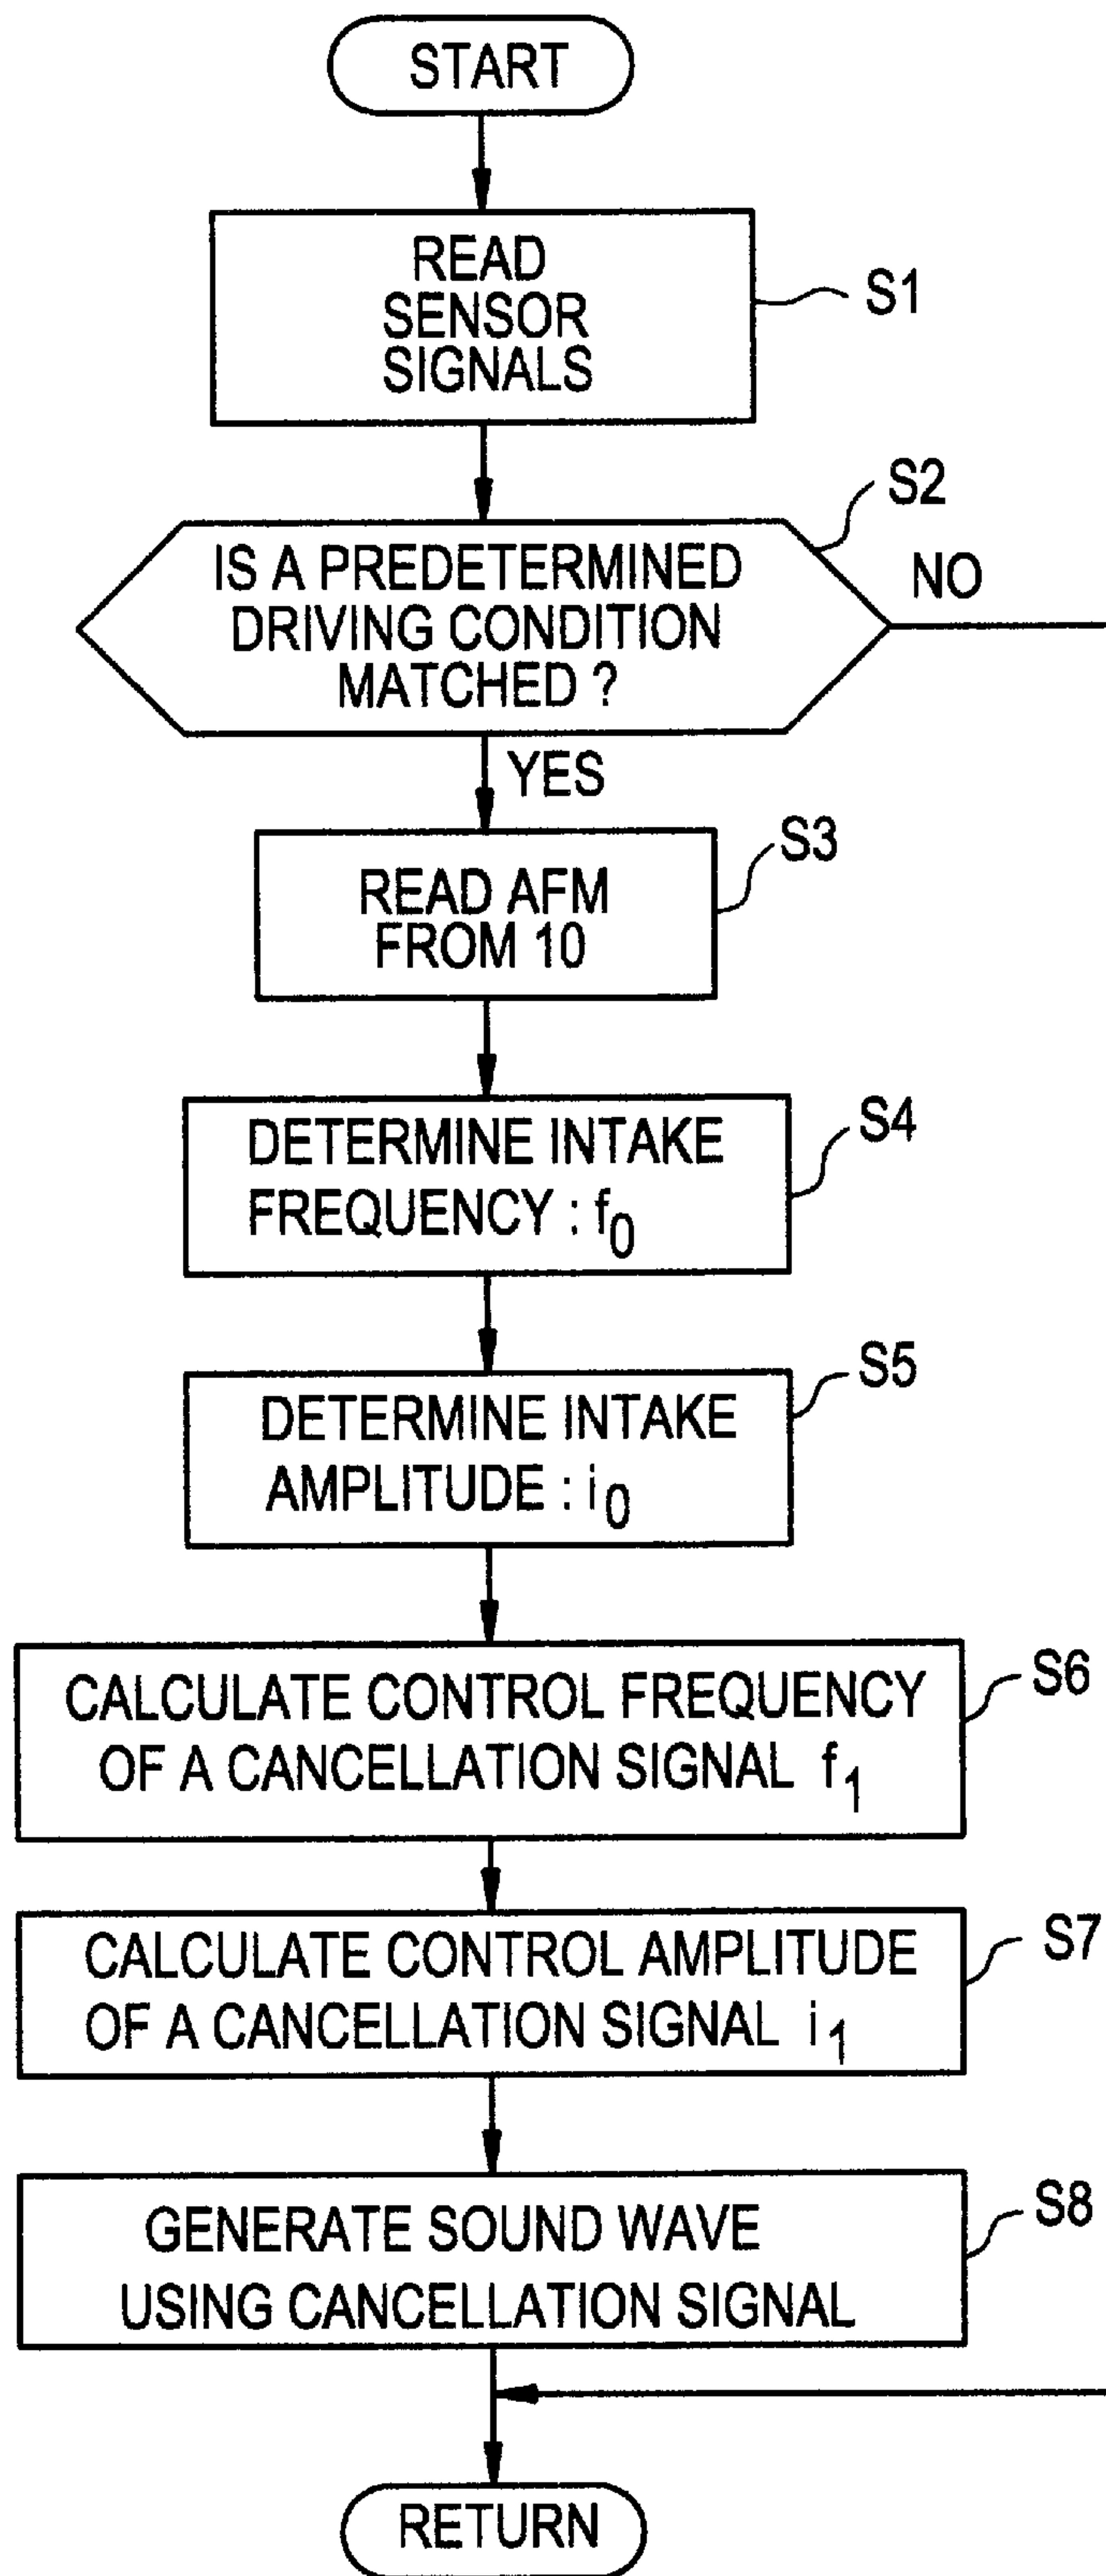 START
READ
SENSOR
SIGNALS
S1
S2
IS A PREDETERMINED
DRIVING CONDITION
MATCHED ?
NO
YES
S3
READ AFM
FROM 10
S4
DETERMINE INTAKE
FREQUENCY : f₀
S5
DETERMINE INTAKE
AMPLITUDE : i₀
S6
CALCULATE CONTROL FREQUENCY
OF A CANCELLATION SIGNAL f₁
S7
CALCULATE CONTROL AMPLITUDE
OF A CANCELLATION SIGNAL i₁
S8
GENERATE SOUND WAVE
USING CANCELLATION SIGNAL
RETURN